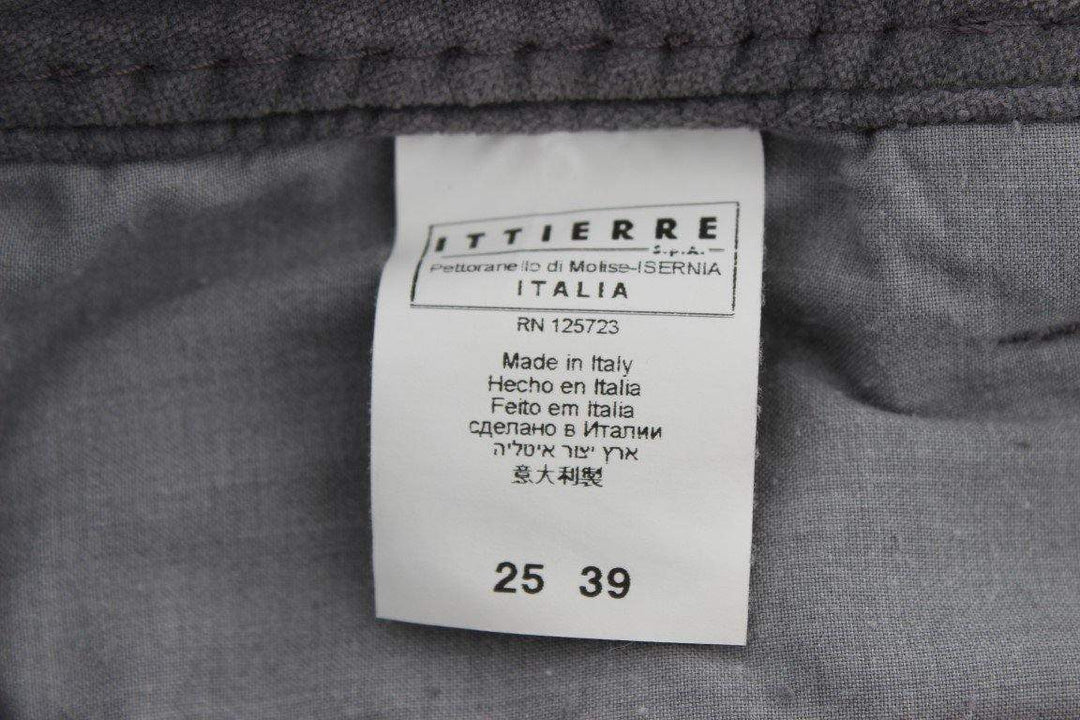 ITTIERRE
S.p.A.
Pettoranello di Molise-ISERNIA
ITALIA
RN 125723
Made in Italy
Hecho en Italia
Feito em Italia
сделано в Италии
ארץ יצור איטליה
意大利製
25 39